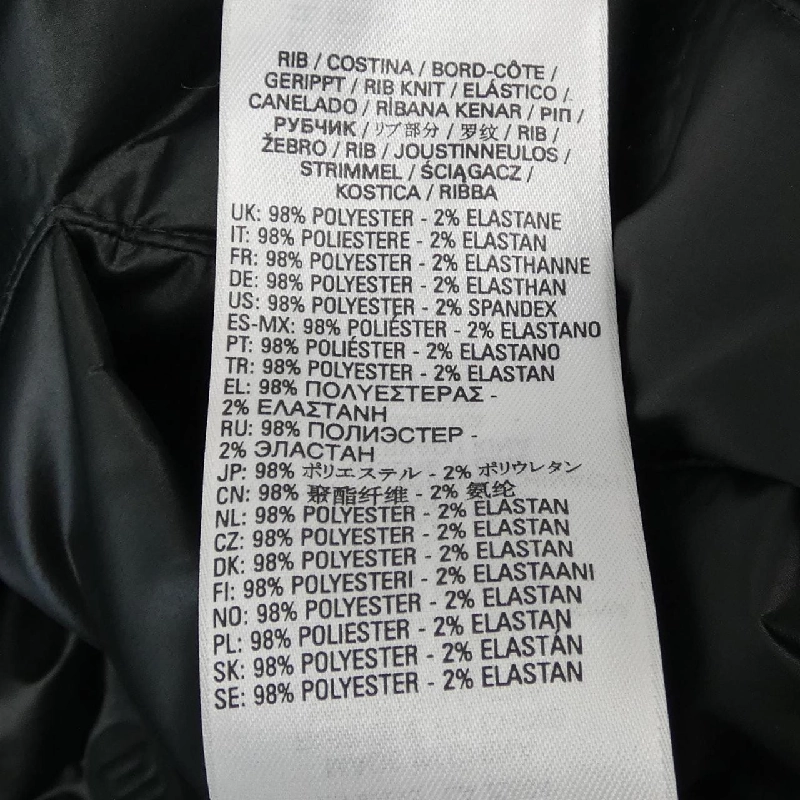 RIB / COSTINA / BORD-CÔTE /
GERIPPT / RIB KNIT / ELÁSTICO /
CANELADO / RİBANA KENAR / ΡΙΠ /
РУБЧИК / リブ部分 / 罗纹 / RIB /
ŽEBRO / RIB / JOUSTINNEULOS /
STRIMMEL / ŚCIĄGACZ /
KOSTICA / RIBBA
UK: 98% POLYESTER - 2% ELASTANE
IT: 98% POLIESTERE - 2% ELASTAN
FR: 98% POLYESTER - 2% ELASTHANNE
DE: 98% POLYESTER - 2% ELASTHAN
US: 98% POLYESTER - 2% SPANDEX
ES-MX: 98% POLIÉSTER - 2% ELASTANO
PT: 98% POLIÉSTER - 2% ELASTANO
TR: 98% POLYESTER - 2% ELASTAN
EL: 98% ΠΟΛΥΕΣΤΕΡΑΣ -
2% ΕΛΑΣΤΑΝΗ
RU: 98% ПОЛИЭСТЕР -
2% ЭЛАСТАН
JP: 98% ポリエステル - 2% ポリウレタン
CN: 98% 聚酯纤维 - 2% 氨纶
NL: 98% POLYESTER - 2% ELASTAN
CZ: 98% POLYESTER - 2% ELASTAN
DK: 98% POLYESTER - 2% ELASTAN
FI: 98% POLYESTERI - 2% ELASTAANI
NO: 98% POLYESTER - 2% ELASTAN
PL: 98% POLIESTER - 2% ELASTAN
SK: 98% POLYESTER - 2% ELASTÁN
SE: 98% POLYESTER - 2% ELASTAN